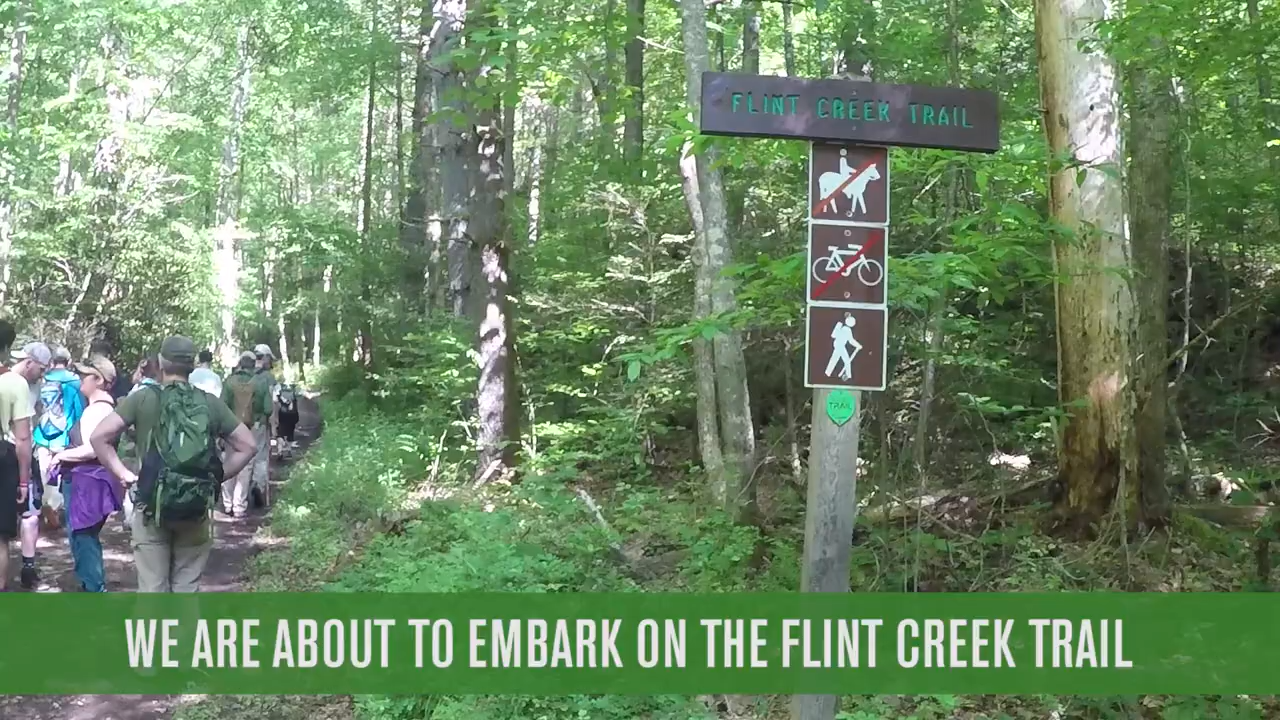 FLINT CREEK TRAIL
TRAIL
WE ARE ABOUT TO EMBARK ON THE FLINT CREEK TRAIL